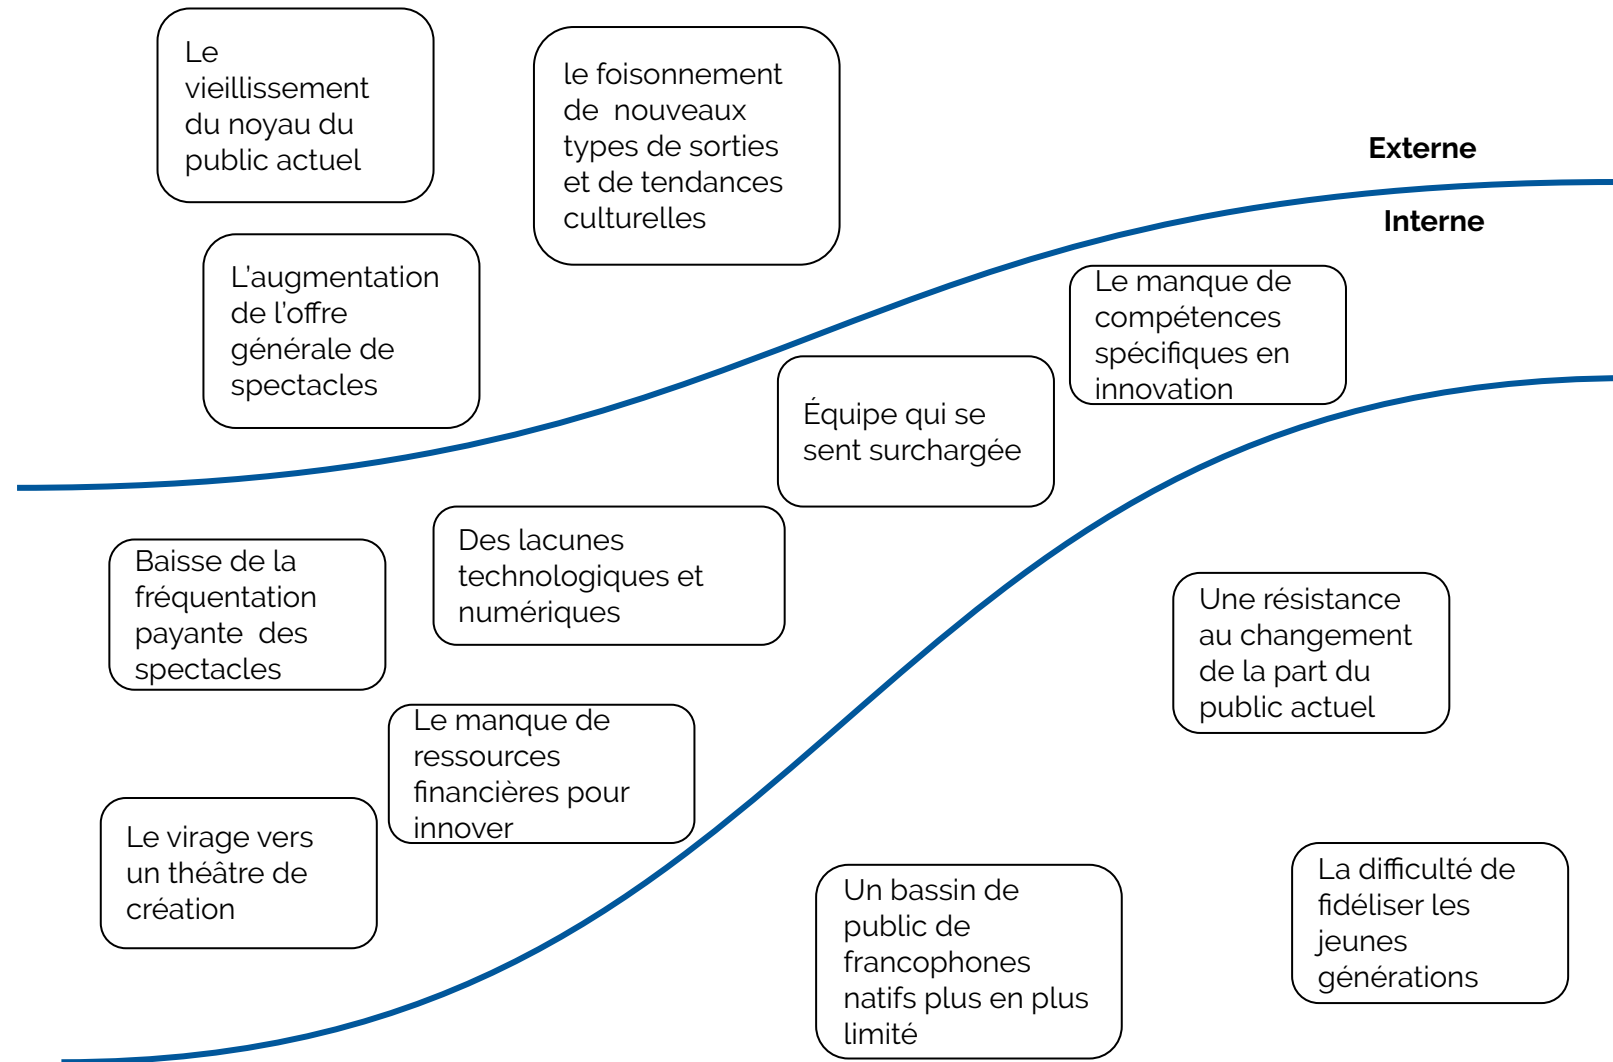 Le
vieillissement
du noyau du
public actuel
le foisonnement
de nouveaux
types de sorties
et de tendances
culturelles
Externe
Interne
L'augmentation
de l'offre
générale de
spectacles
Le manque de
compétences
spécifiques en
innovation
Équipe qui se
sent surchargée
Des lacunes
technologiques et
numériques
Baisse de la
fréquentation
payante des
spectacles
Une résistance
au changement
de la part du
public actuel
Le manque de
ressources
financières pour
innover
Le virage vers
un théâtre de
création
Un bassin de
public de
francophones
natifs plus en plus
limité
La difficulté de
fidéliser les
jeunes
générations